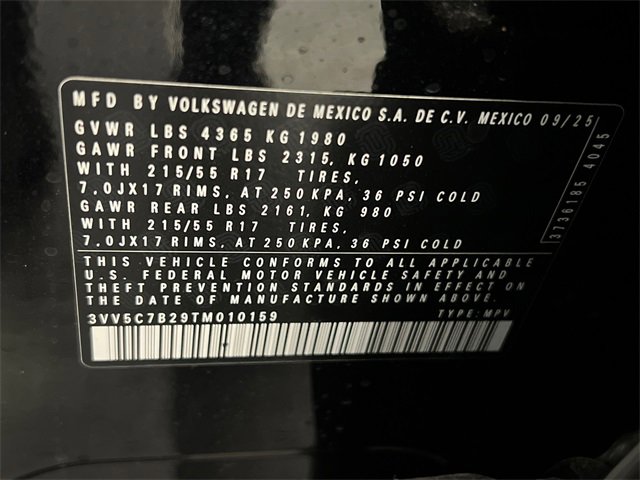 MFD BY VOLKSWAGEN DE MEXICO S.A. DE C.V. MEXICO 09/25
GVWR LBS 4365 KG 1980
GAWR FRONT LBS 2315, KG 1050
WITH 215/55 R17 TIRES,
7.0JX17 RIMS, AT 250 KPA, 36 PSI COLD
GAWR REAR LBS 2161, KG 980
WITH 215/55 R17 TIRES,
7.0JX17 RIMS, AT 250 KPA, 36 PSI COLD
THIS VEHICLE CONFORMS TO ALL APPLICABLE
U.S. FEDERAL MOTOR VEHICLE SAFETY AND
THEFT PREVENTION STANDARDS IN EFFECT ON
THE DATE OF MANUFACTURE SHOWN ABOVE.
3VV5C7B29TM010159 TYPE: MPV
3736185 4045